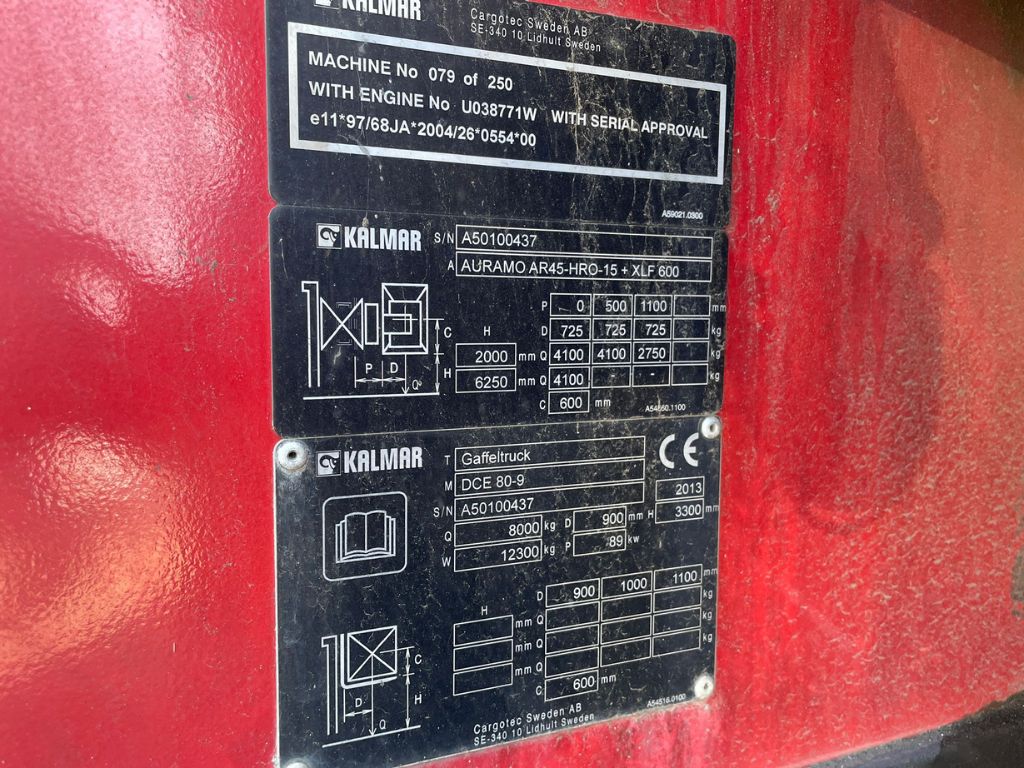 KALMAR
Cargotec Sweden AB
SE-340 10 Lidhult Sweden
MACHINE No 079 of 250
WITH ENGINE No U038771W WITH SERIAL APPROVAL
e11*97/68JA*2004/26*0554*00
A59021.0300
KALMAR S/N A50100437
A AURAMO AR45-HRO-15 + XLF 600
P 0 500 1100 mm
D 725 725 725 kg
H 2000 mm Q 4100 4100 2750 kg
H 6250 mm Q 4100 - - kg
C 600 mm
C H P D Q
A54660.1100
KALMAR T Gaffeltruck CE
M DCE 80-9
S/N A50100437 2013
Q 8000 kg D 900 mm H 3300 mm
W 12300 kg P 89 kw
D 900 1000 1100 mm
H mm Q kg
mm Q kg
mm Q kg
C 600 mm
C D H Q
A54516.0100
Cargotec Sweden AB
SE-340 10 Lidhult Sweden